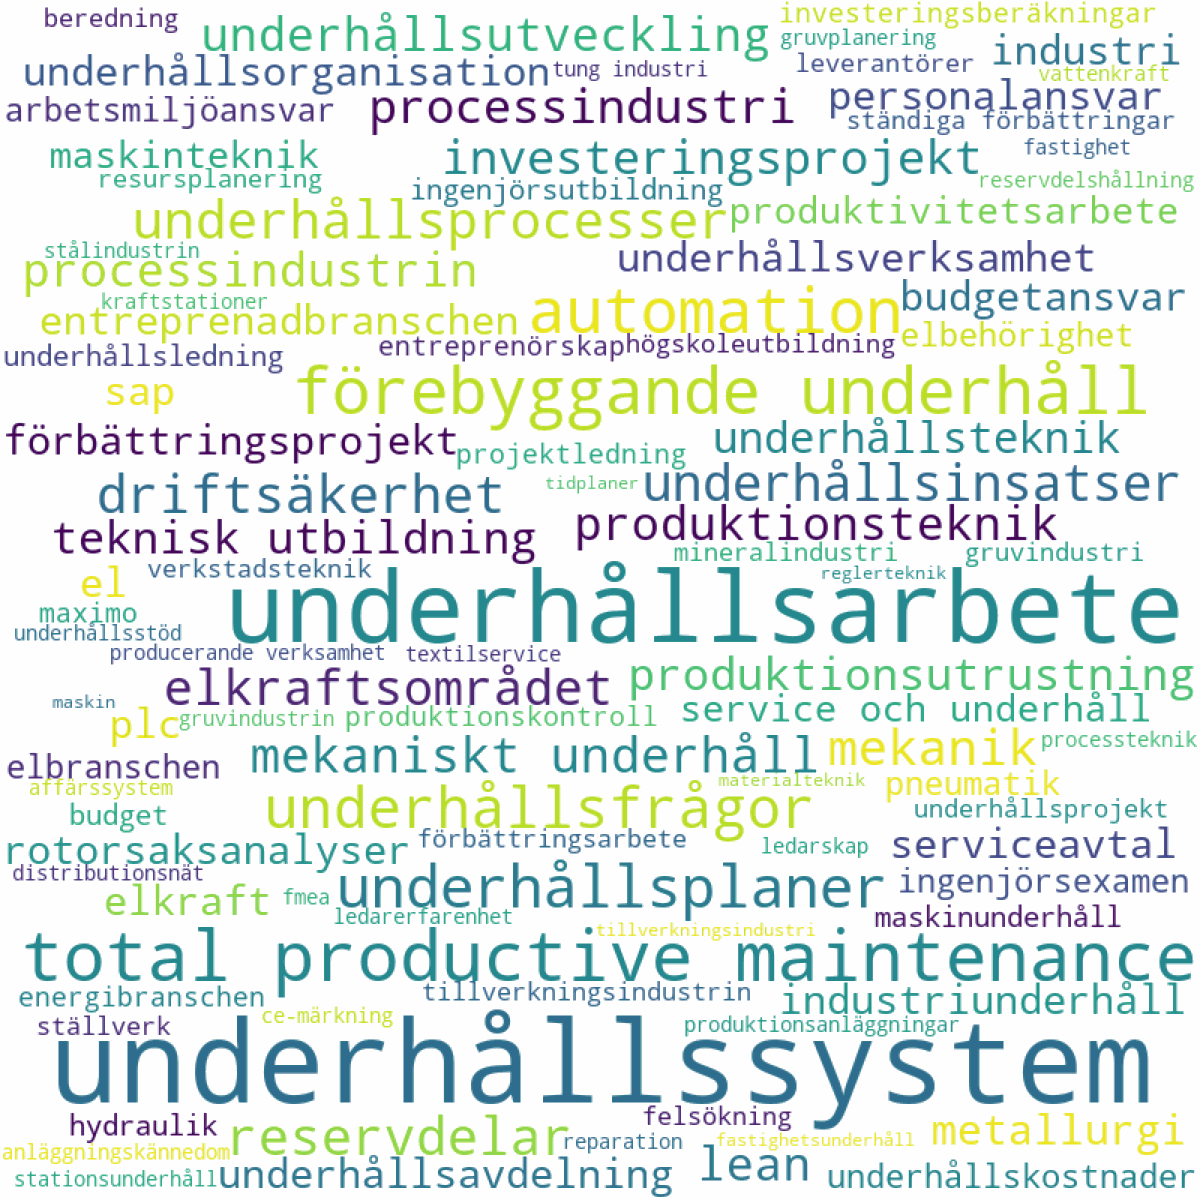 beredning
underhållsutveckling
investeringsberäkningar
gruvplanering
industri
underhållsorganisation
tung industri
leverantörer
vattenkraft
arbetsmiljöansvar
processindustri
personalansvar
ständiga förbättringar
maskinteknik
investeringsprojekt
fastighet
resursplanering
ingenjörsutbildning
reservdelshållning
underhållsprocesser
produktivitetsarbete
stålindustrin
processindustrin
underhållsverksamhet
kraftstationer
automation
budgetansvar
entreprenadbranschen
elbehörighet
underhållsledning
entreprenörskap
högskoleutbildning
sap
förebyggande underhåll
förbättringsprojekt
projektledning
underhållsteknik
driftsäkerhet
tidplaner
underhållsinsatser
teknisk utbildning
produktionsteknik
mineralindustri
gruvindustri
el
verkstadsteknik
underhållsarbete
reglerteknik
maximo
underhållsstöd
producerande verksamhet
textilservice
maskin
elkraftsområdet
produktionsutrustning
plc
gruvindustrin
produktionskontroll
service och underhåll
elbranschen
mekaniskt underhåll
mekanik
processteknik
affärssystem
materialteknik
pneumatik
budget
underhållsfrågor
underhållsprojekt
rotorsaksanalyser
förbättringsarbete
ledarskap
serviceavtal
distributionsnät
elkraft
fmea
underhållsplaner
ingenjörsexamen
ledarerfarenhet
maskinunderhåll
tillverkningsindustri
total productive maintenance
energibranschen
tillverkningsindustrin
industriunderhåll
ställverk
ce-märkning
produktionsanläggningar
underhållssystem
hydraulik
felsökning
reservdelar
reparation
fastighetsunderhåll
metallurgi
anläggningskännedom
stationsunderhåll
underhållsavdelning
lean
underhållskostnader